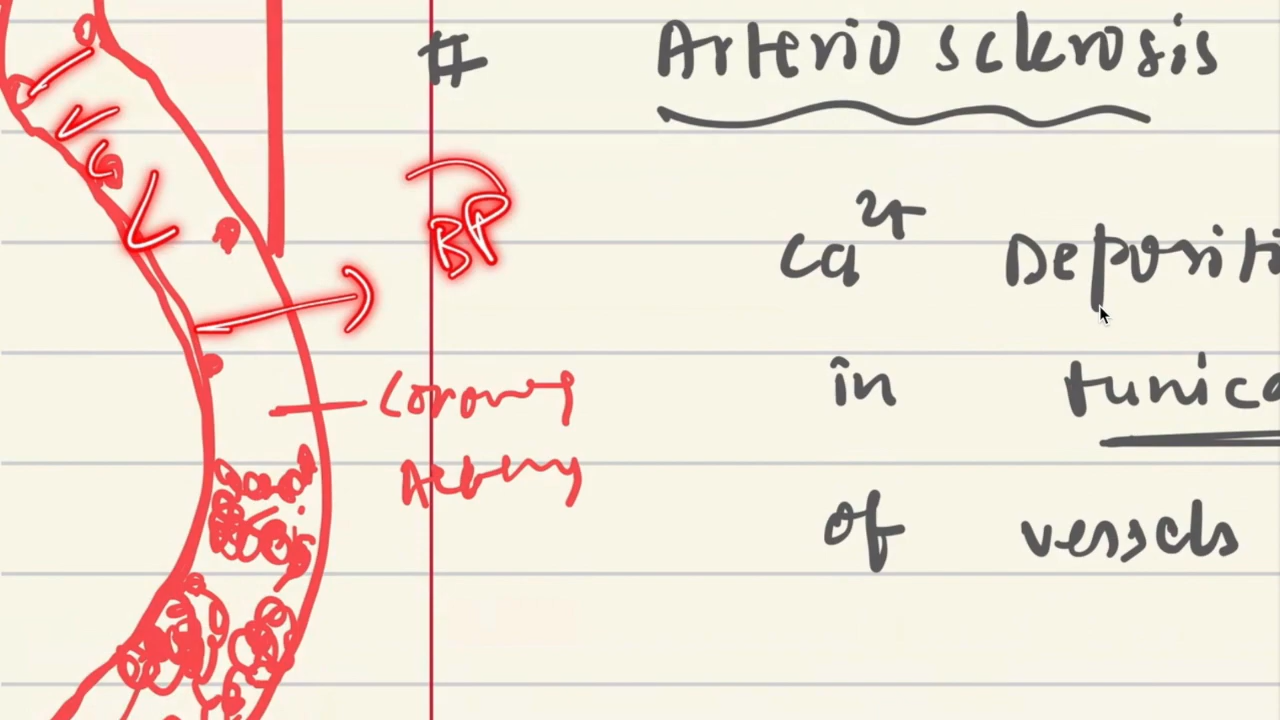 # Arterio sclerosis
BP
Ca²⁺ Depositi
Coronary
in tunica
Artery
of vessels